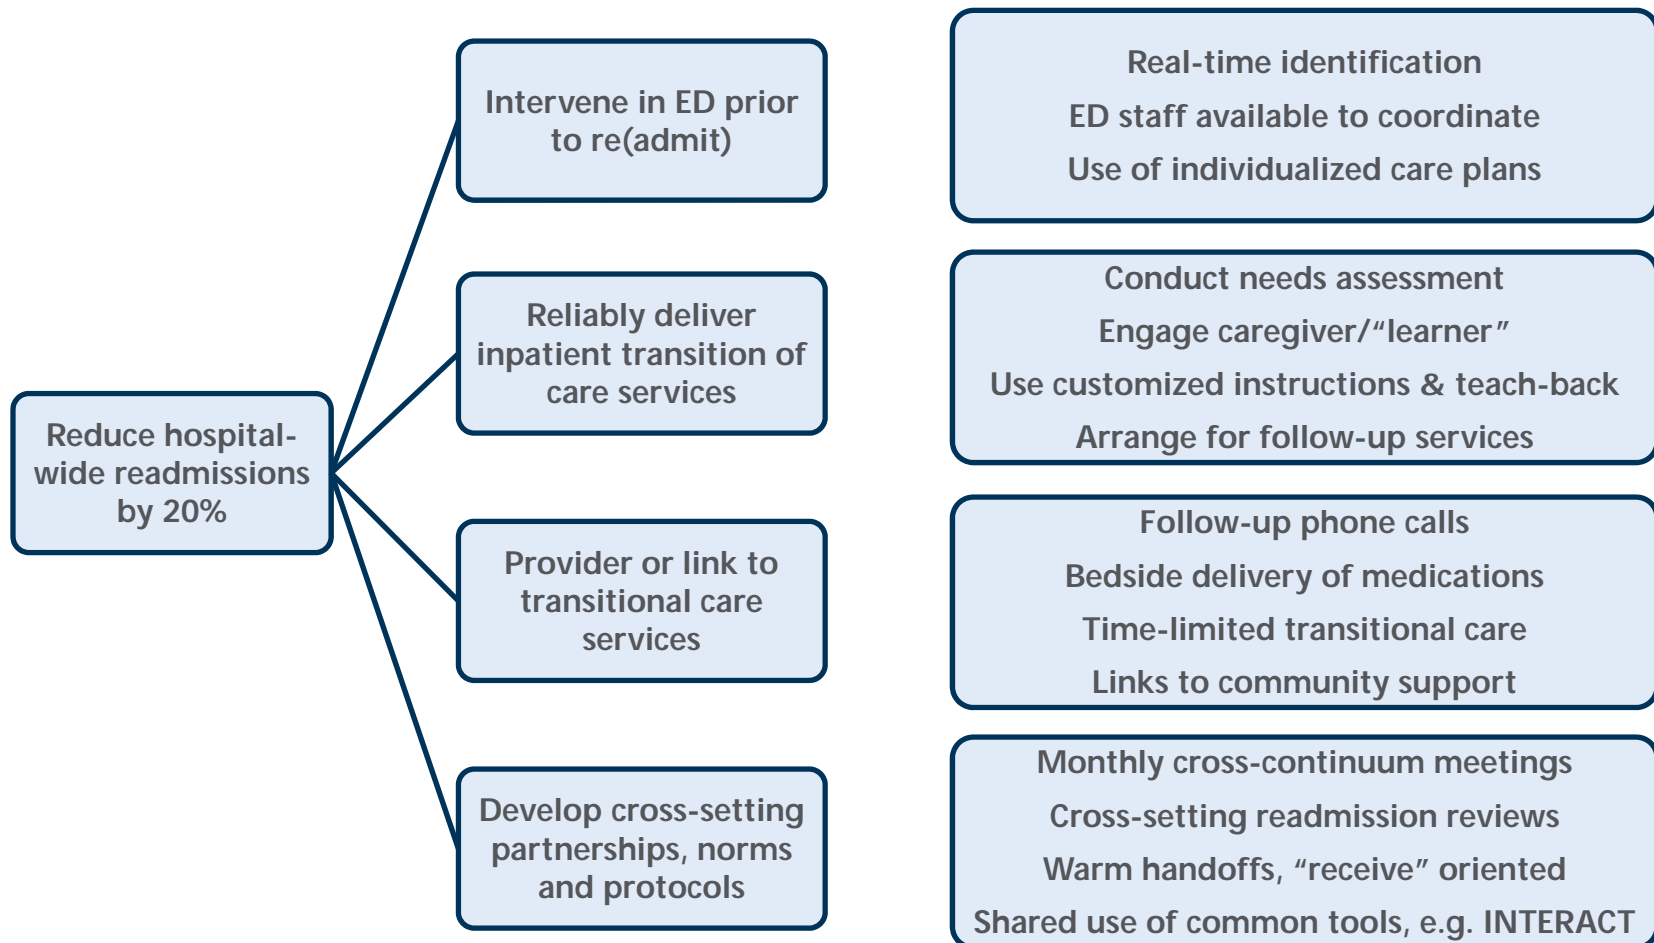 Reduce hospital-
wide readmissions
by 20%
Intervene in ED prior
to re(admit)
Real-time identification
ED staff available to coordinate
Use of individualized care plans
Reliably deliver
inpatient transition of
care services
Conduct needs assessment
Engage caregiver/“learner”
Use customized instructions & teach-back
Arrange for follow-up services
Provider or link to
transitional care
services
Follow-up phone calls
Bedside delivery of medications
Time-limited transitional care
Links to community support
Develop cross-setting
partnerships, norms
and protocols
Monthly cross-continuum meetings
Cross-setting readmission reviews
Warm handoffs, “receive” oriented
Shared use of common tools, e.g. INTERACT